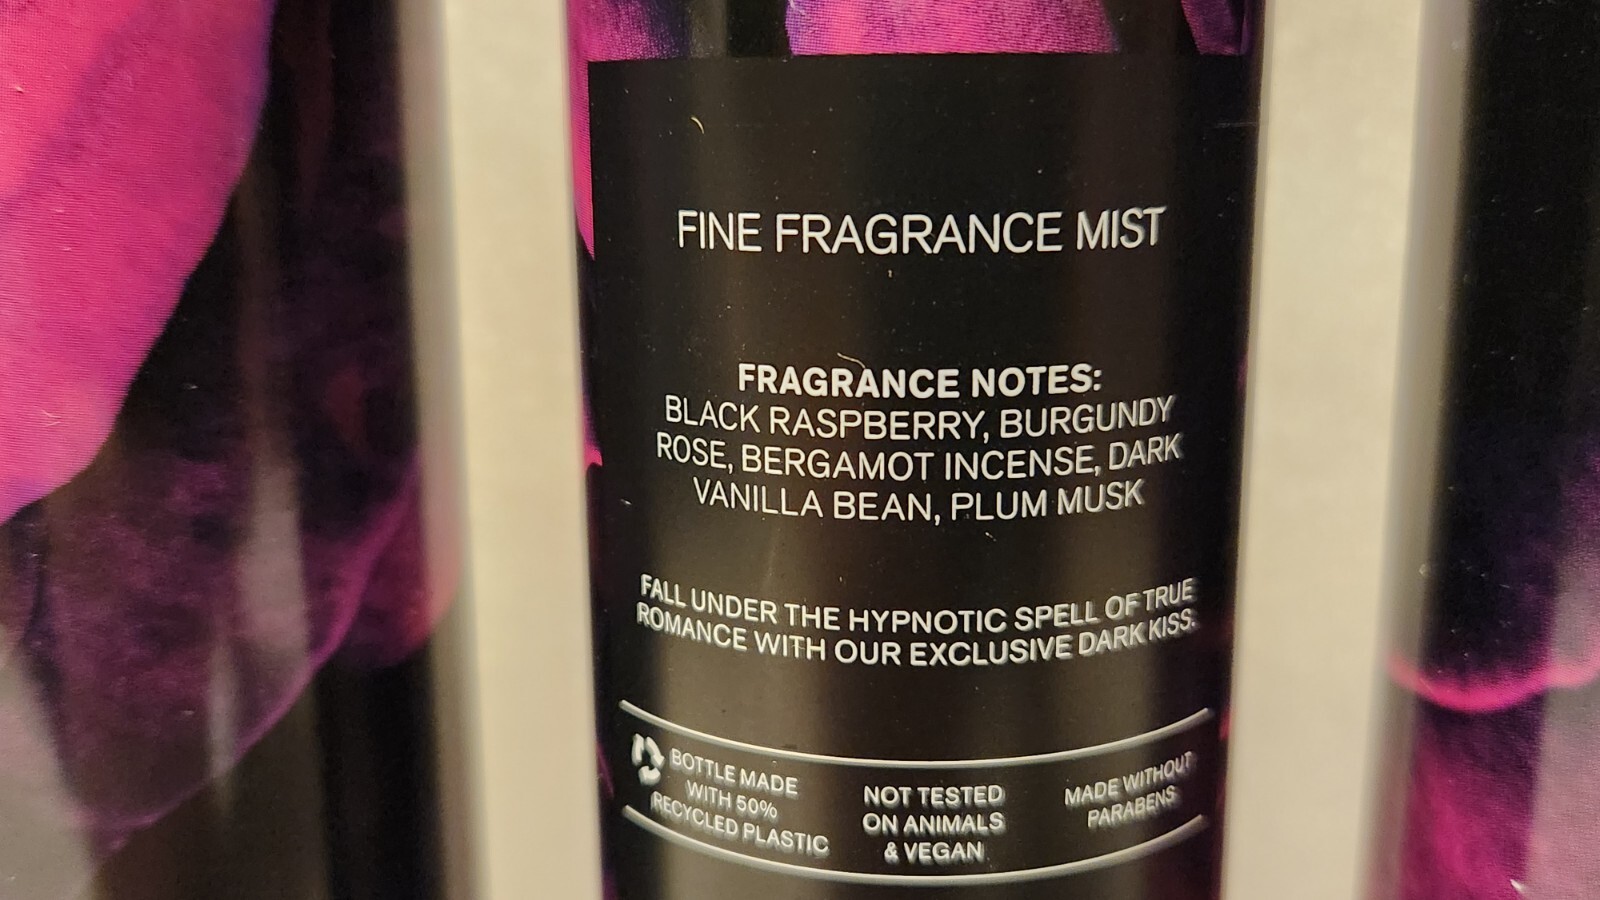 FINE FRAGRANCE MIST
FRAGRANCE NOTES:
BLACK RASPBERRY, BURGUNDY
ROSE, BERGAMOT INCENSE, DARK
VANILLA BEAN, PLUM MUSK
FALL UNDER THE HYPNOTIC SPELL OF TRUE
ROMANCE WITH OUR EXCLUSIVE DARK KISS.
BOTTLE MADE
WITH 50%
RECYCLED PLASTIC
NOT TESTED
ON ANIMALS
& VEGAN
MADE WITHOUT
PARABENS